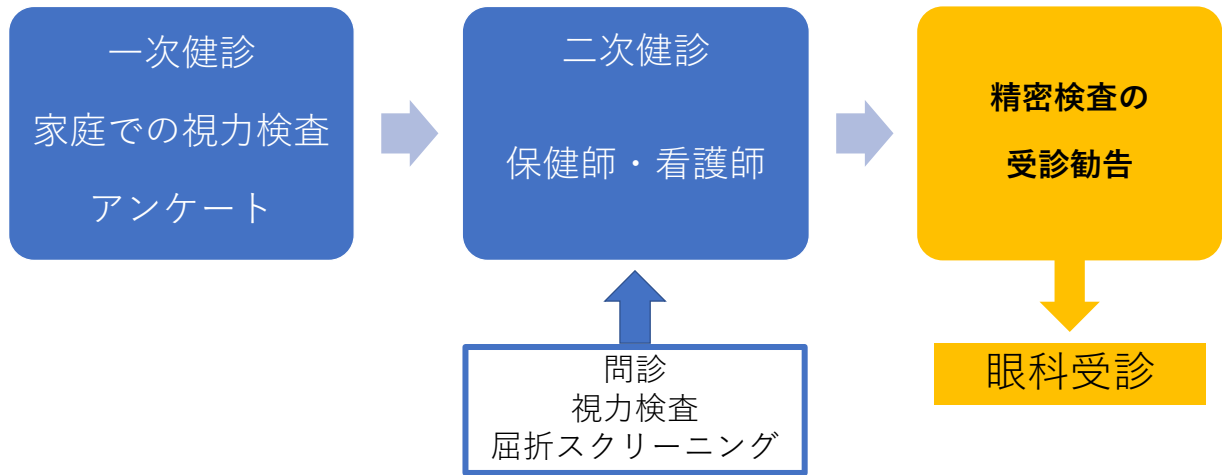 一次健診
家庭での視力検査
アンケート
二次健診
保健師・看護師
精密検査の
受診勧告
問診
視力検査
屈折スクリーニング
眼科受診